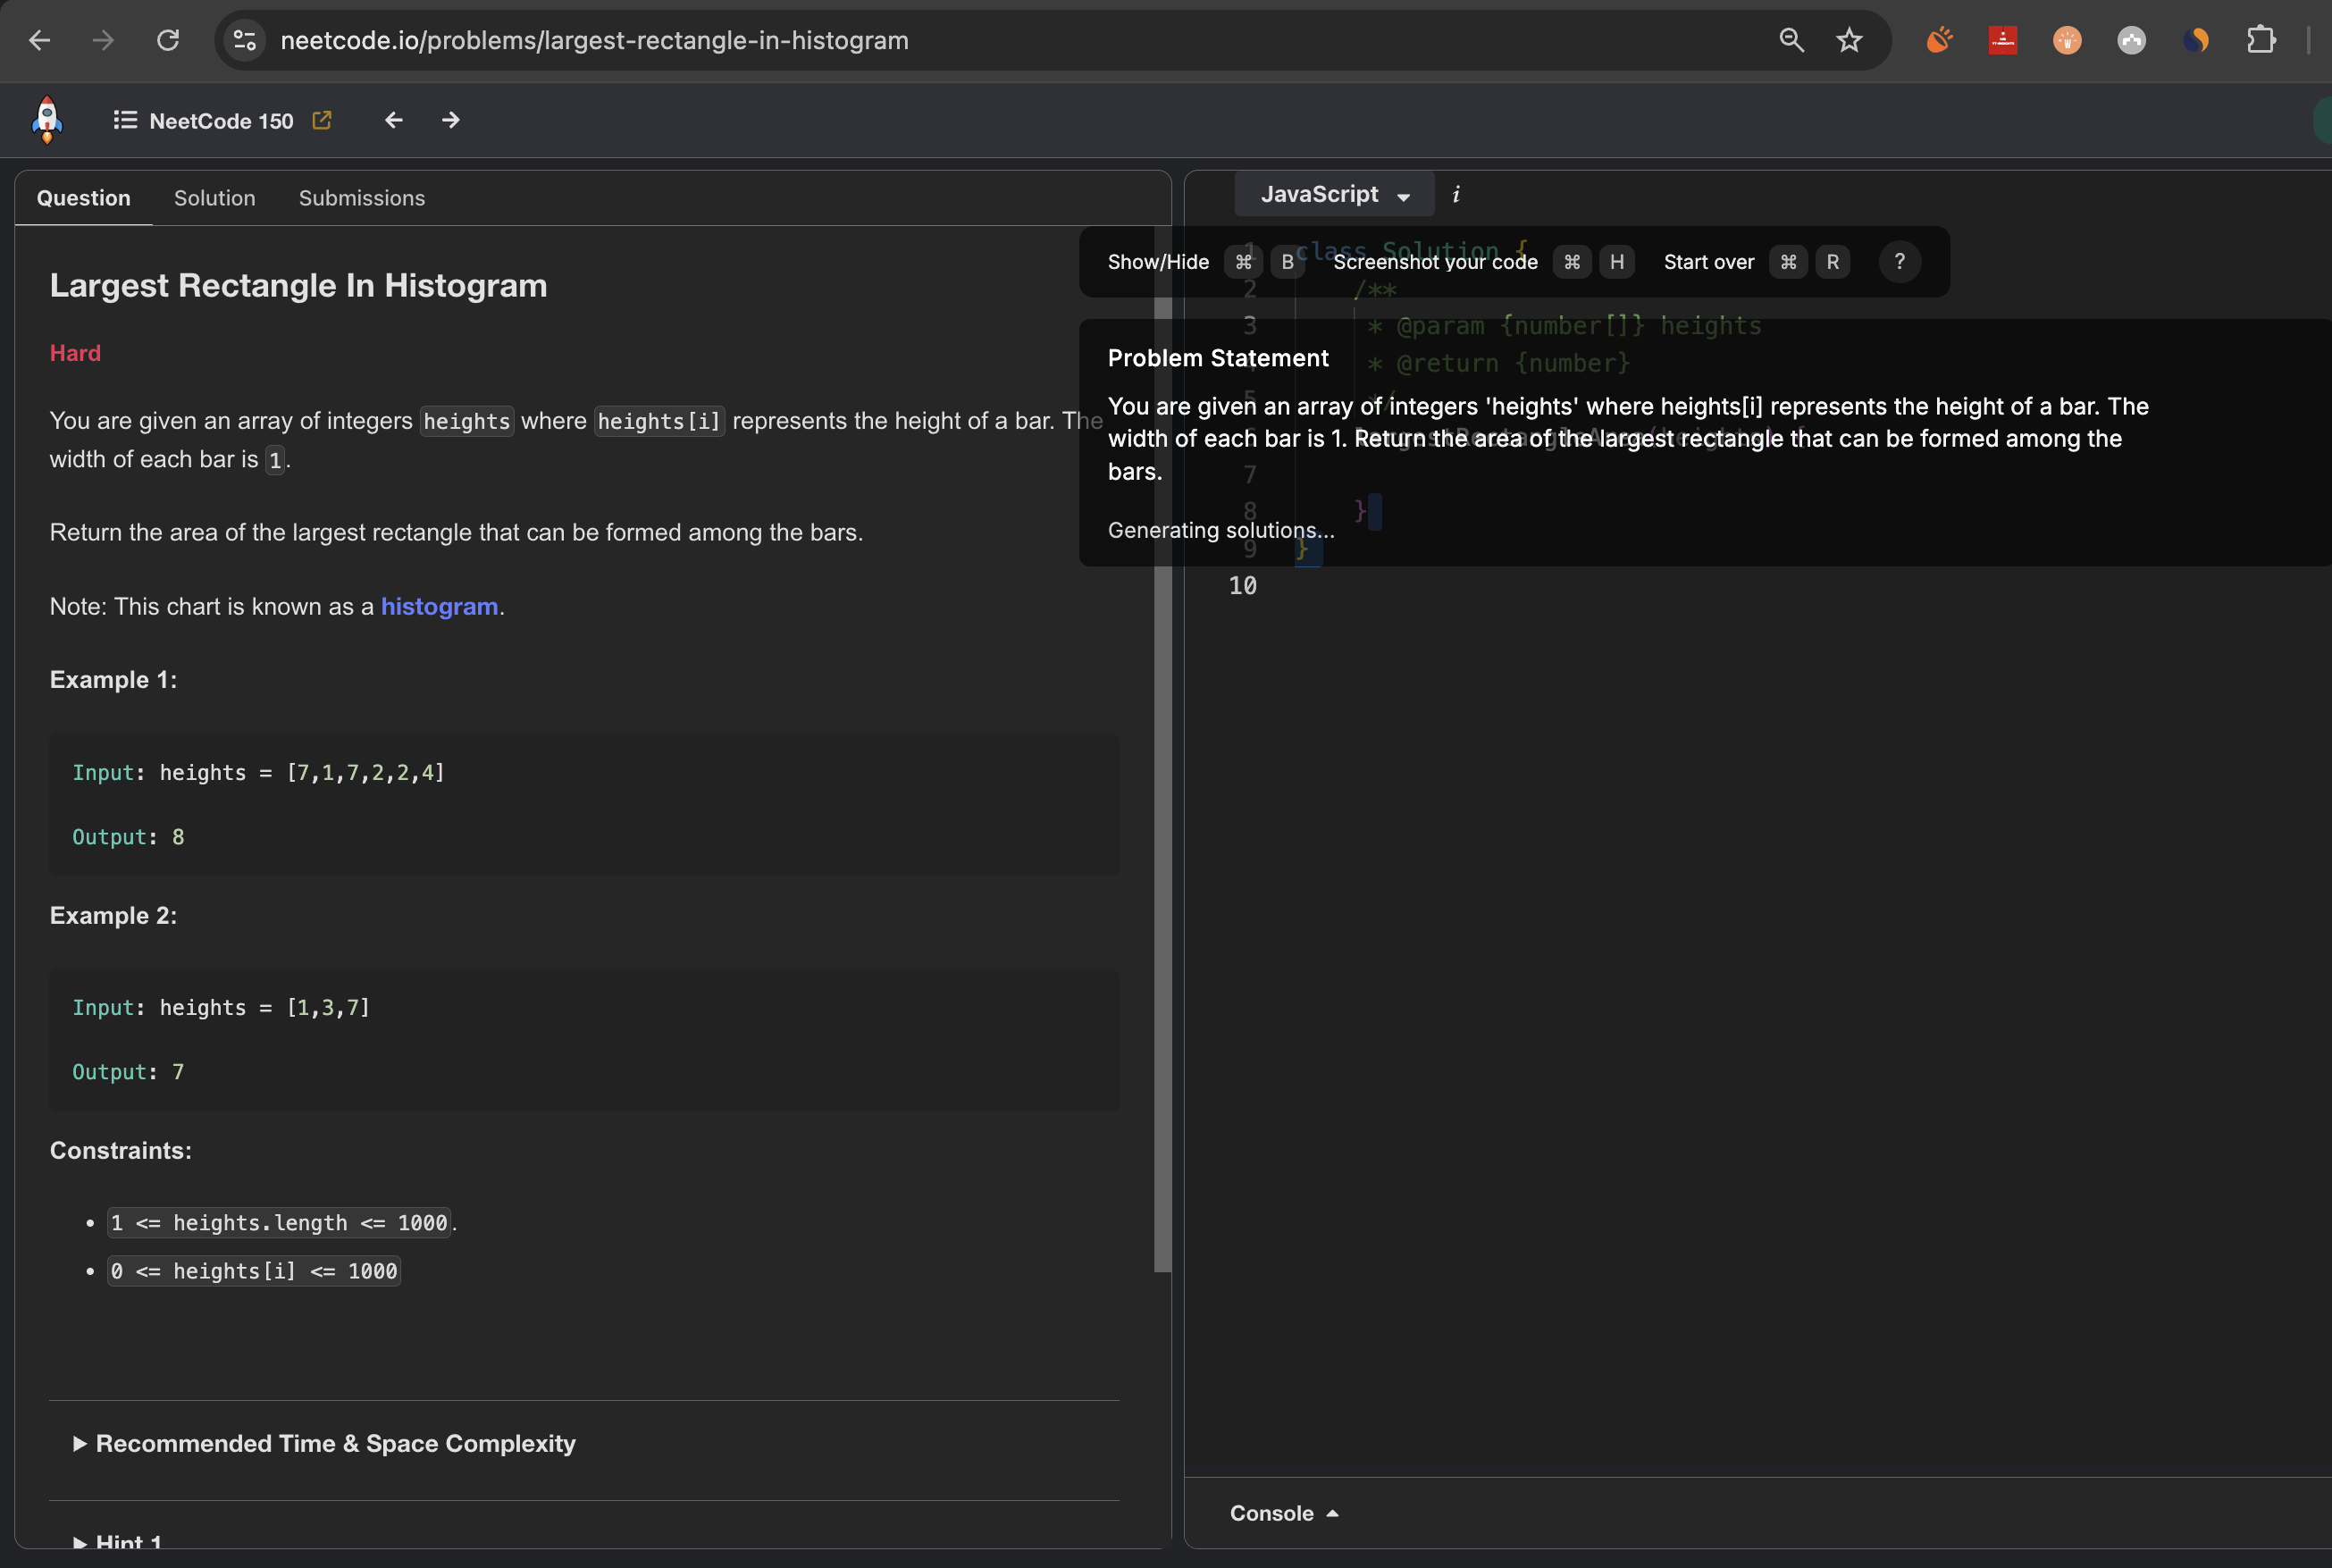 neetcode.io/problems/largest-rectangle-in-histogram
NeetCode 150
Question Solution Submissions
Largest Rectangle In Histogram
Hard
You are given an array of integers heights where heights[i] represents the height of a bar. The
width of each bar is 1.
Return the area of the largest rectangle that can be formed among the bars.
Note: This chart is known as a histogram.
Example 1:
Input: heights = [7,1,7,2,2,4]
Output: 8
Example 2:
Input: heights = [1,3,7]
Output: 7
Constraints:
1 <= heights.length <= 1000.
0 <= heights[i] <= 1000
Recommended Time & Space Complexity
Hint 1
JavaScript i
Show/Hide ⌘ B Screenshot your code ⌘ H Start over ⌘ R ?
Problem Statement
You are given an array of integers 'heights' where heights[i] represents the height of a bar. The
width of each bar is 1. Return the area of the largest rectangle that can be formed among the
bars.
Generating solutions...
1 class Solution {
2 /**
3 * @param {number[]} heights
* @return {number}
5 */
largestRectangleArea(heights) {
7
8 }
9 }
10
Console